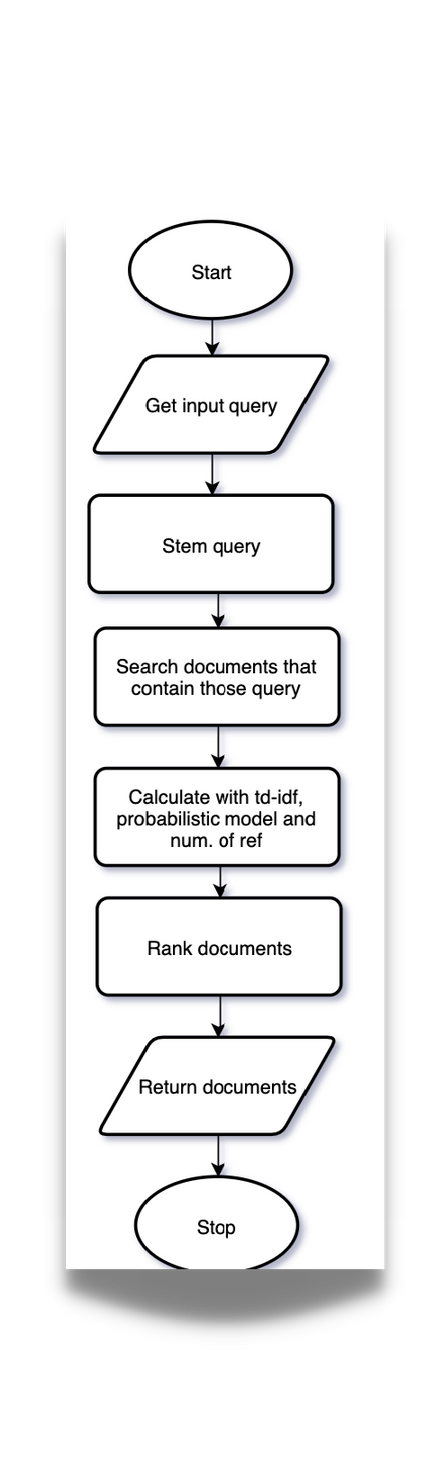 Start
Get input query
Stem query
Search documents that
contain those query
Calculate with td-idf,
probabilistic model and
num. of ref
Rank documents
Return documents
Stop